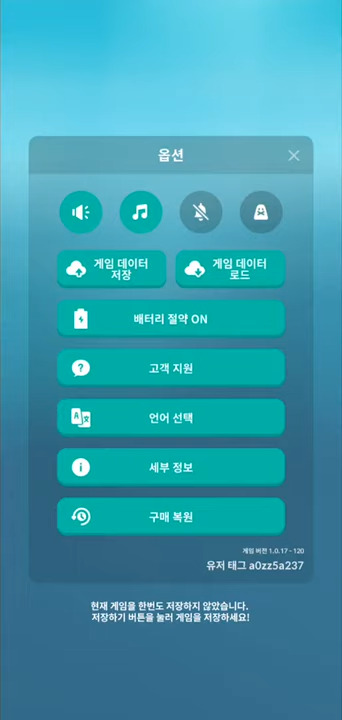 옵션
게임 데이터
저장
게임 데이터
로드
배터리 절약 ON
고객 지원
언어 선택
세부 정보
구매 복원
게임 버전 1.0.17 - 120
유저 태그 a0zz5a237
현재 게임을 한번도 저장하지 않았습니다.
저장하기 버튼을 눌러 게임을 저장하세요!